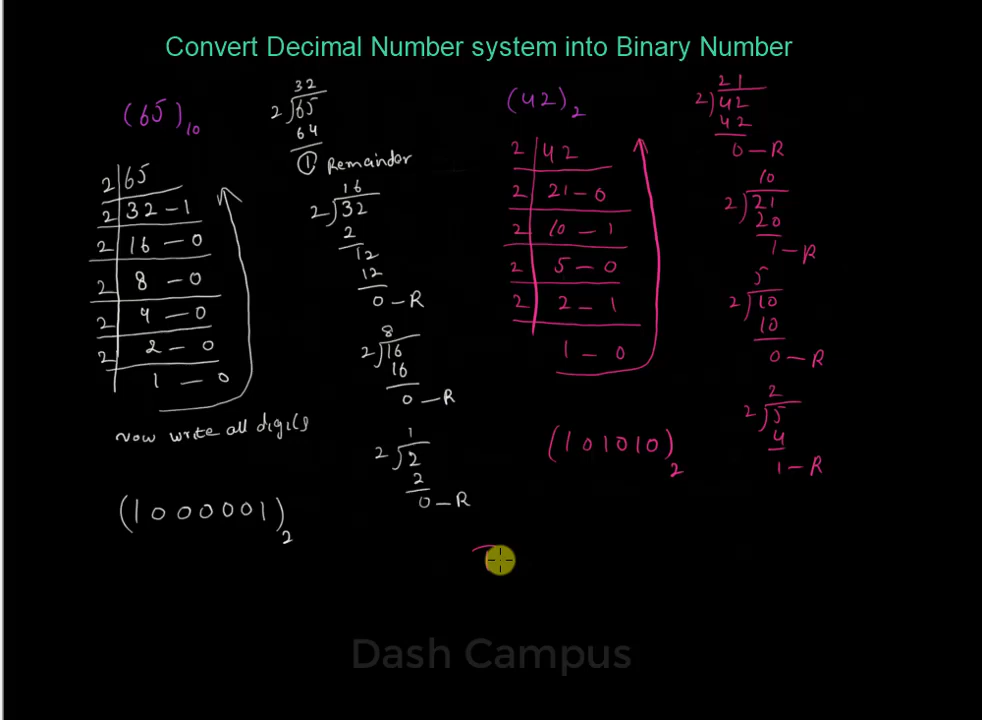 Convert Decimal Number system into Binary Number
(65)10
2 65
2 32 - 1
2 16 - 0
2 8 - 0
2 4 - 0
2 2 - 0
1 - 0
now write all digits
(1000001)2
32
2)65
64
1 Remainder
16
2)32
2
12
12
0 - R
8
2)16
16
0 - R
1
2)2
2
0 - R
(42)2
2 42
2 21 - 0
2 10 - 1
2 5 - 0
2 2 - 1
1 - 0
(101010)2
21
2)42
42
0 - R
10
2)21
20
1 - R
5
2)10
10
0 - R
2
2)5
4
1 - R
Dash Campus